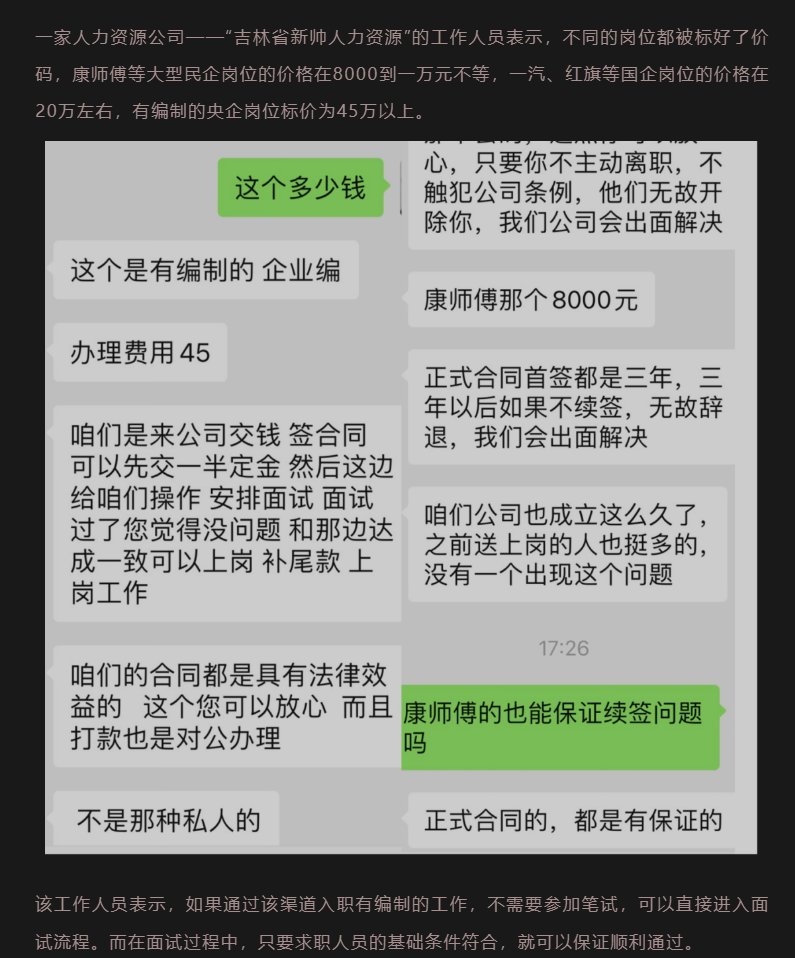 一家人力资源公司——“吉林省新帅人力资源”的工作人员表示，不同的岗位都被标好了价
码，康师傅等大型民企岗位的价格在8000到一万元不等，一汽、红旗等国企岗位的价格在
20万左右，有编制的央企岗位标价为45万以上。
这个多少钱
这个是有编制的 企业编
办理费用45
咱们是来公司交钱 签合同
可以先交一半定金 然后这边
给咱们操作 安排面试 面试
过了您觉得没问题 和那边达
成一致可以上岗 补尾款 上
岗工作
咱们的合同都是具有法律效
益的 这个您可以放心 而且
打款也是对公办理
不是那种私人的
心，只要你不主动离职，不
触犯公司条例，他们无故开
除你，我们公司会出面解决
康师傅那个8000元
正式合同首签都是三年，三
年以后如果不续签，无故辞
退，我们会出面解决
咱们公司也成立这么久了，
之前送上岗的人也挺多的，
没有一个出现这个问题
17:26
康师傅的也能保证续签问题
吗
正式合同的，都是有保证的
该工作人员表示，如果通过该渠道入职有编制的工作，不需要参加笔试，可以直接进入面
试流程。而在面试过程中，只要求职人员的基础条件符合，就可以保证顺利通过。